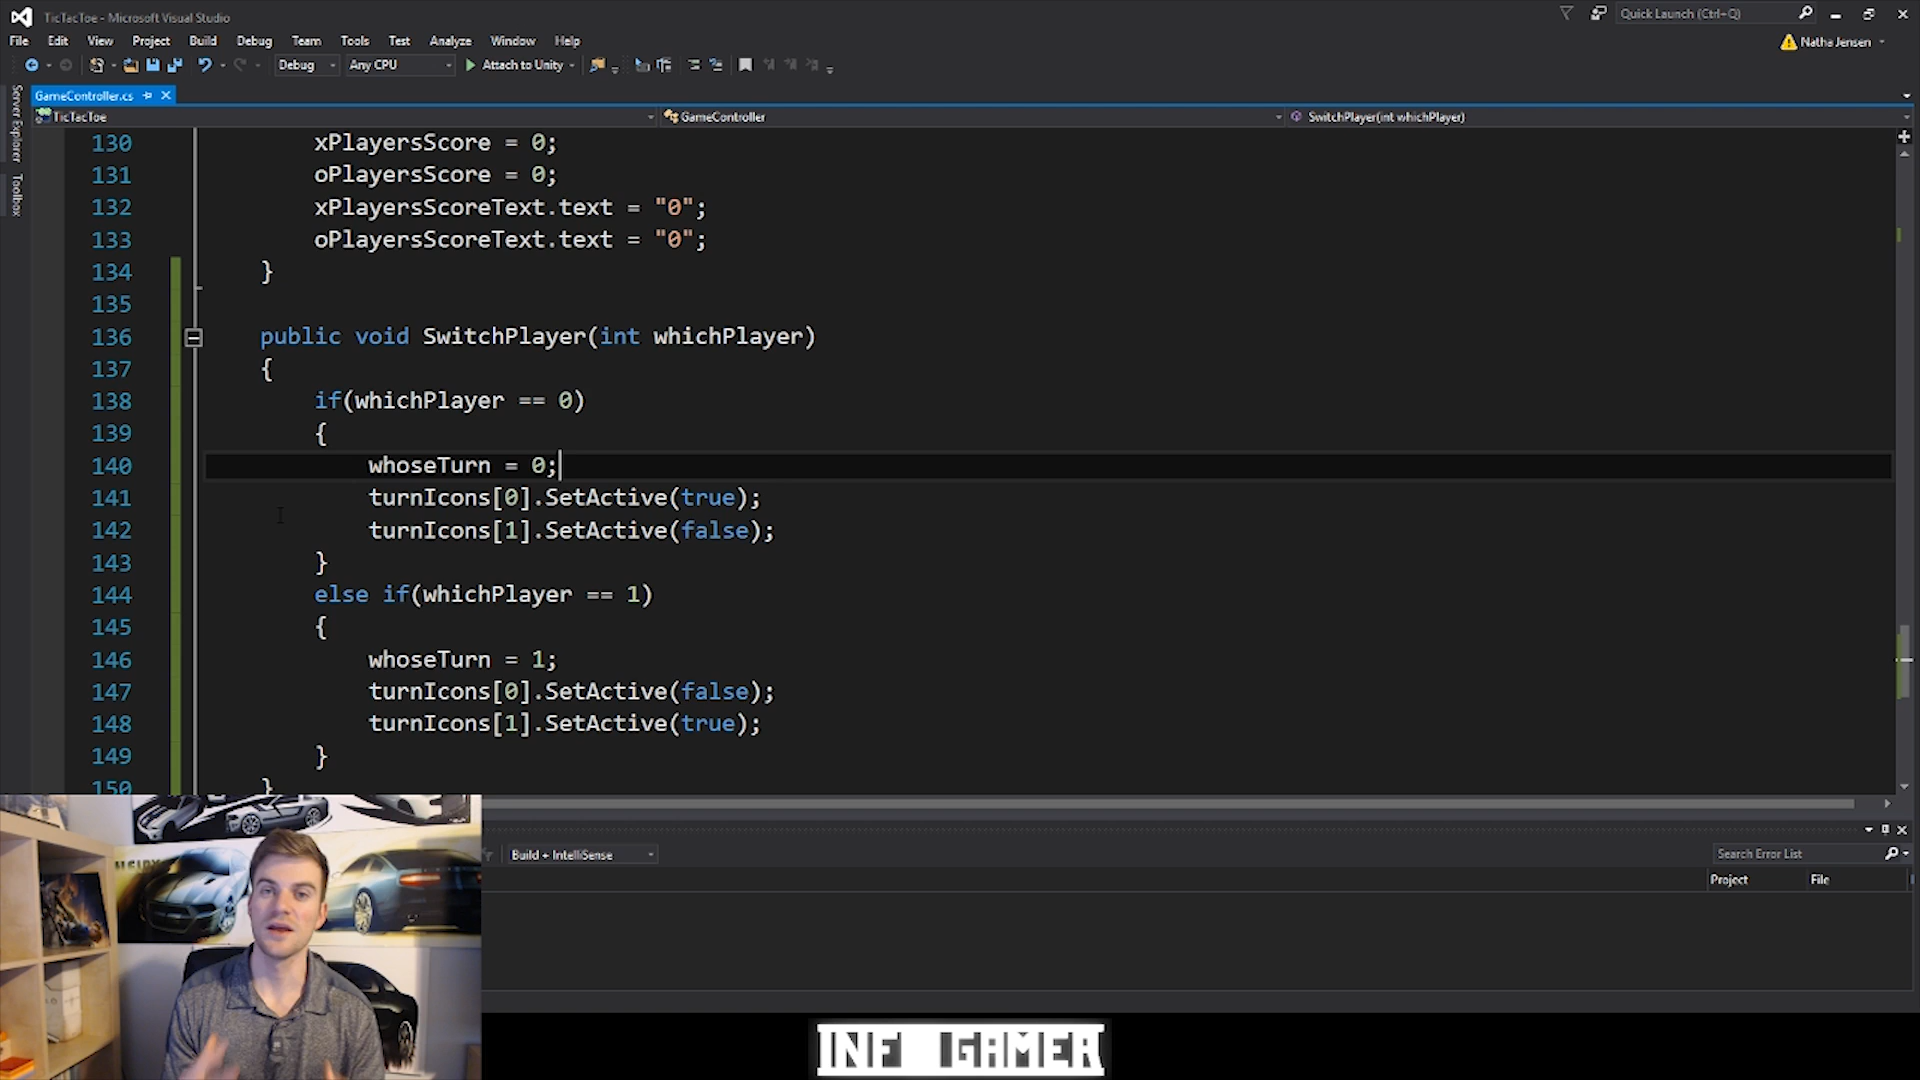 TicTacToe - Microsoft Visual Studio
Quick Launch (Ctrl+Q)
File Edit View Project Build Debug Team Tools Test Analyze Window Help
Natha Jensen
Debug Any CPU Attach to Unity
Server Explorer
Toolbox
GameController.cs
TicTacToe GameController SwitchPlayer(int whichPlayer)
130 xPlayersScore = 0;
131 oPlayersScore = 0;
132 xPlayersScoreText.text = "0";
133 oPlayersScoreText.text = "0";
134 }
135
136 public void SwitchPlayer(int whichPlayer)
137 {
138 if(whichPlayer == 0)
139 {
140 whoseTurn = 0;
141 turnIcons[0].SetActive(true);
142 turnIcons[1].SetActive(false);
143 }
144 else if(whichPlayer == 1)
145 {
146 whoseTurn = 1;
147 turnIcons[0].SetActive(false);
148 turnIcons[1].SetActive(true);
149 }
150 }
Build + IntelliSense
Search Error List
Project File
INF GAMER